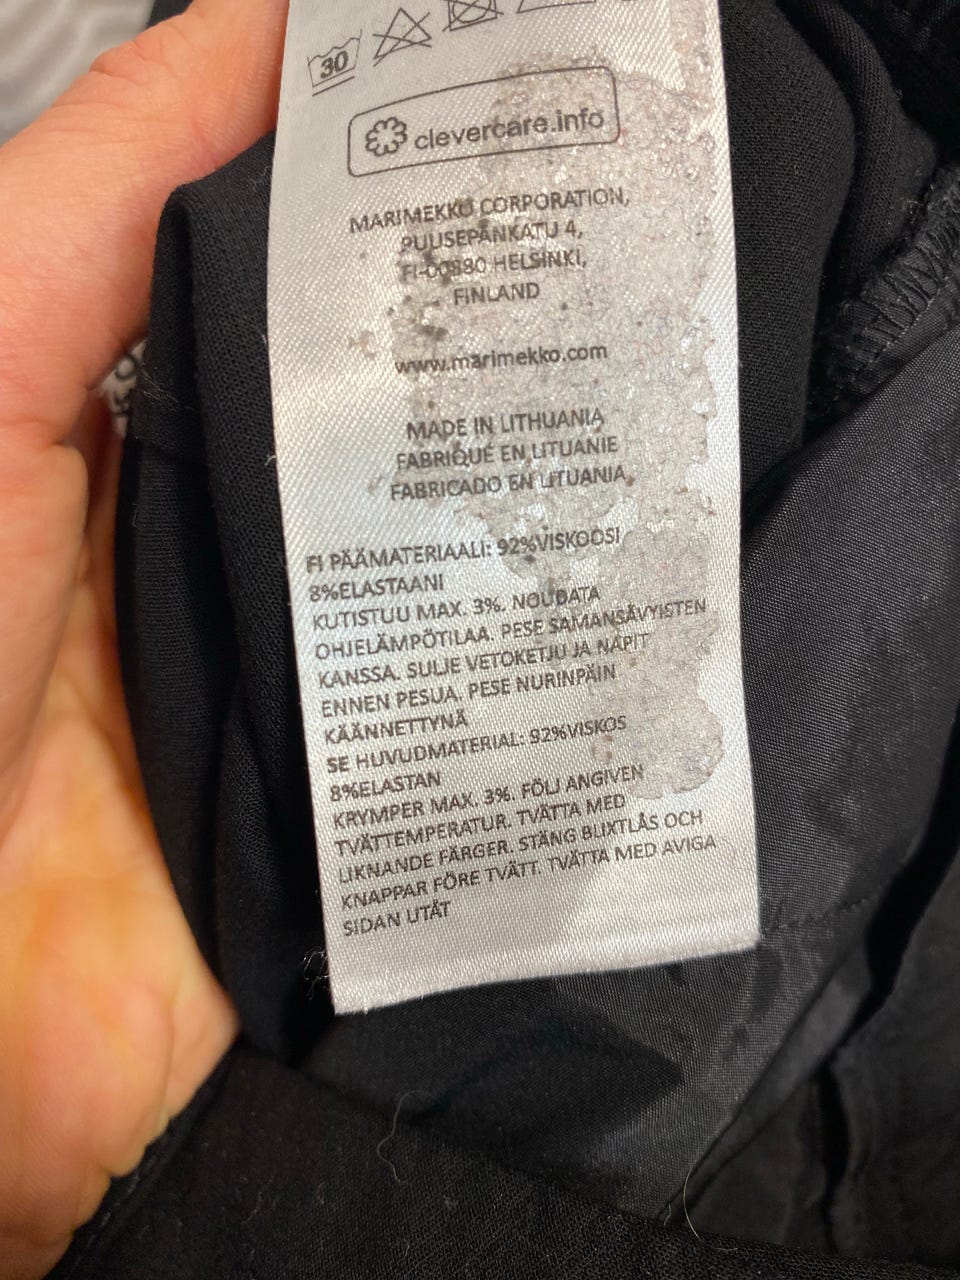 30
clevercare.info
MARIMEKKO CORPORATION,
PUUSEPÄNKATU 4,
FI-00880 HELSINKI,
FINLAND
www.marimekko.com
MADE IN LITHUANIA
FABRIQUÉ EN LITUANIE
FABRICADO EN LITUANIA
FI PÄÄMATERIAALI: 92%VISKOOSI
8%ELASTAANI
KUTISTUU MAX. 3%. NOUDATA
OHJELÄMPÖTILAA. PESE SAMANSÄVYISTEN
KANSSA. SULJE VETOKETJU JA NAPIT
ENNEN PESUA. PESE NURINPÄIN
KÄÄNNETTYNÄ
SE HUVUDMATERIAL: 92%VISKOS
8%ELASTAN
KRYMPER MAX. 3%. FÖLJ ANGIVEN
TVÄTTEMPERATUR. TVÄTTA MED
LIKNANDE FÄRGER. STÄNG BLIXTLÅS OCH
KNAPPAR FÖRE TVÄTT. TVÄTTA MED AVIGA
SIDAN UTÅT